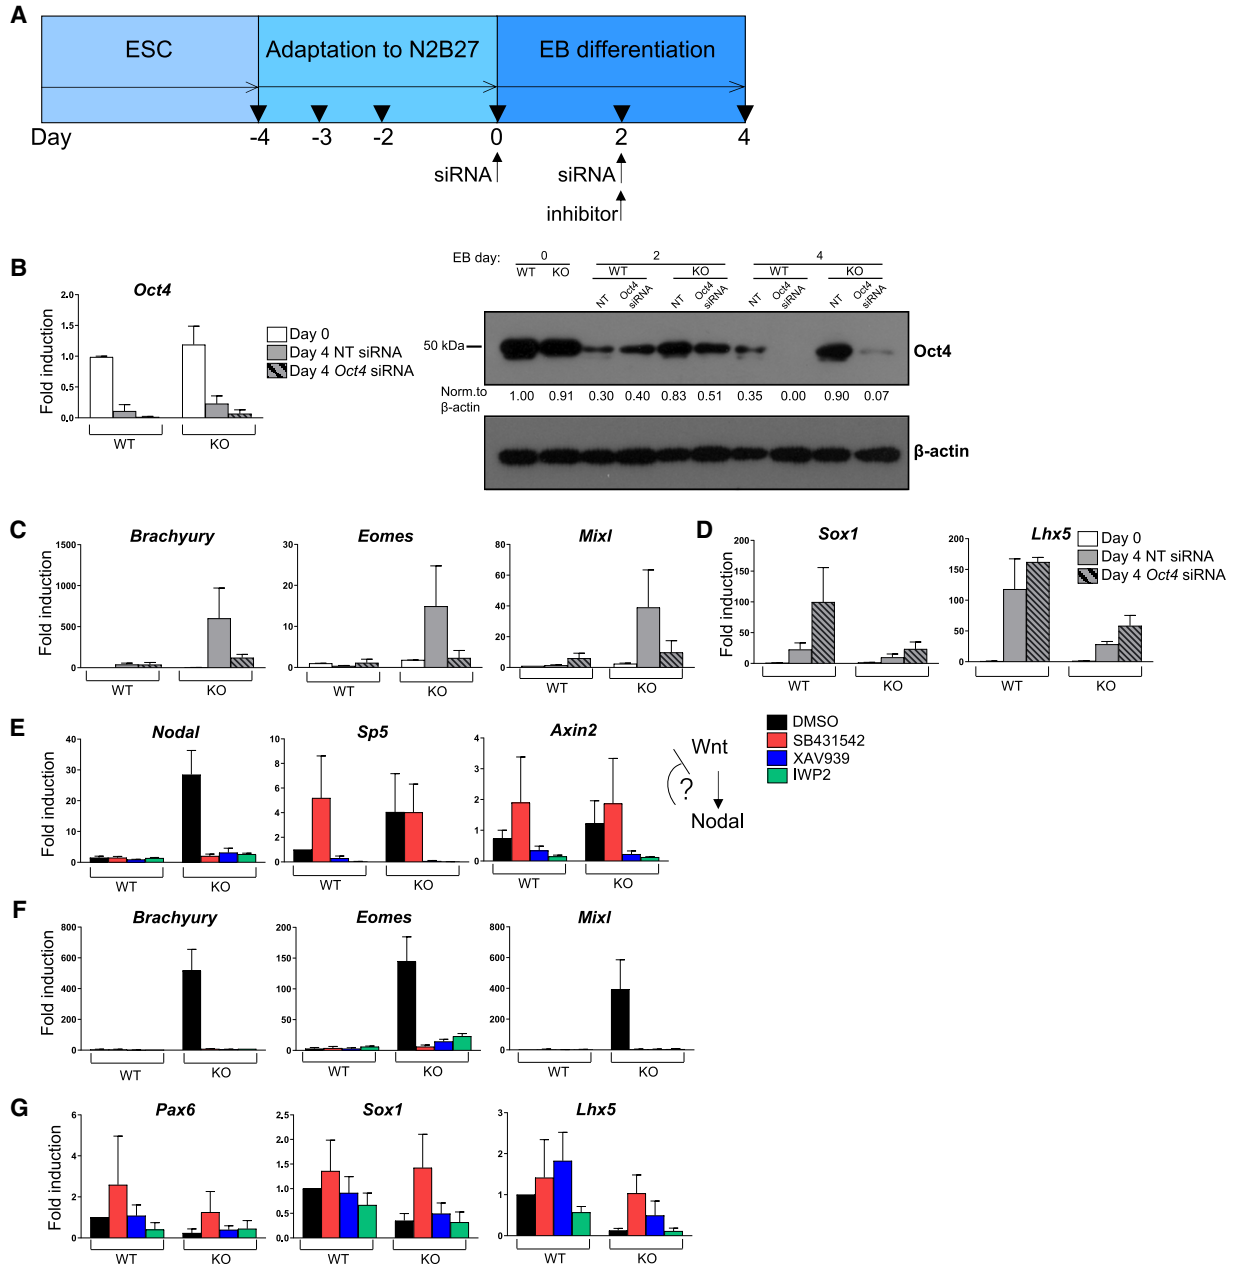 A
ESC
Adaptation to N2B27
EB differentiation
Day
-4
-3
-2
0
2
4
siRNA
siRNA
inhibitor
B
Oct4
Fold induction
2.0
1.5
1.0
0.5
0.0
WT
KO
Day 0
Day 4 NT siRNA
Day 4 Oct4 siRNA
EB day:
0
2
4
WT
KO
WT
KO
WT
KO
NT
Oct4 siRNA
NT
Oct4 siRNA
NT
Oct4 siRNA
NT
Oct4 siRNA
50 kDa
Oct4
Norm.to
β-actin
1.00 0.91 0.30 0.40 0.83 0.51 0.35 0.00 0.90 0.07
β-actin
C
Brachyury
Fold induction
1500
1000
500
0
WT
KO
Eomes
30
20
10
0
WT
KO
Mixl
80
60
40
20
0
WT
KO
D
Sox1
Fold induction
200
150
100
50
0
WT
KO
Lhx5
200
150
100
50
0
WT
KO
Day 0
Day 4 NT siRNA
Day 4 Oct4 siRNA
E
Nodal
Fold induction
40
30
20
10
0
WT
KO
Sp5
10
8
6
4
2
0
WT
KO
Axin2
4
3
2
1
0
WT
KO
Wnt
?
Nodal
DMSO
SB431542
XAV939
IWP2
F
Brachyury
Fold induction
800
600
400
200
0
WT
KO
Eomes
200
150
100
50
0
WT
KO
Mixl
800
600
400
200
0
WT
KO
G
Pax6
Fold induction
6
4
2
0
WT
KO
Sox1
2.5
2.0
1.5
1.0
0.5
0.0
WT
KO
Lhx5
3
2
1
0
WT
KO